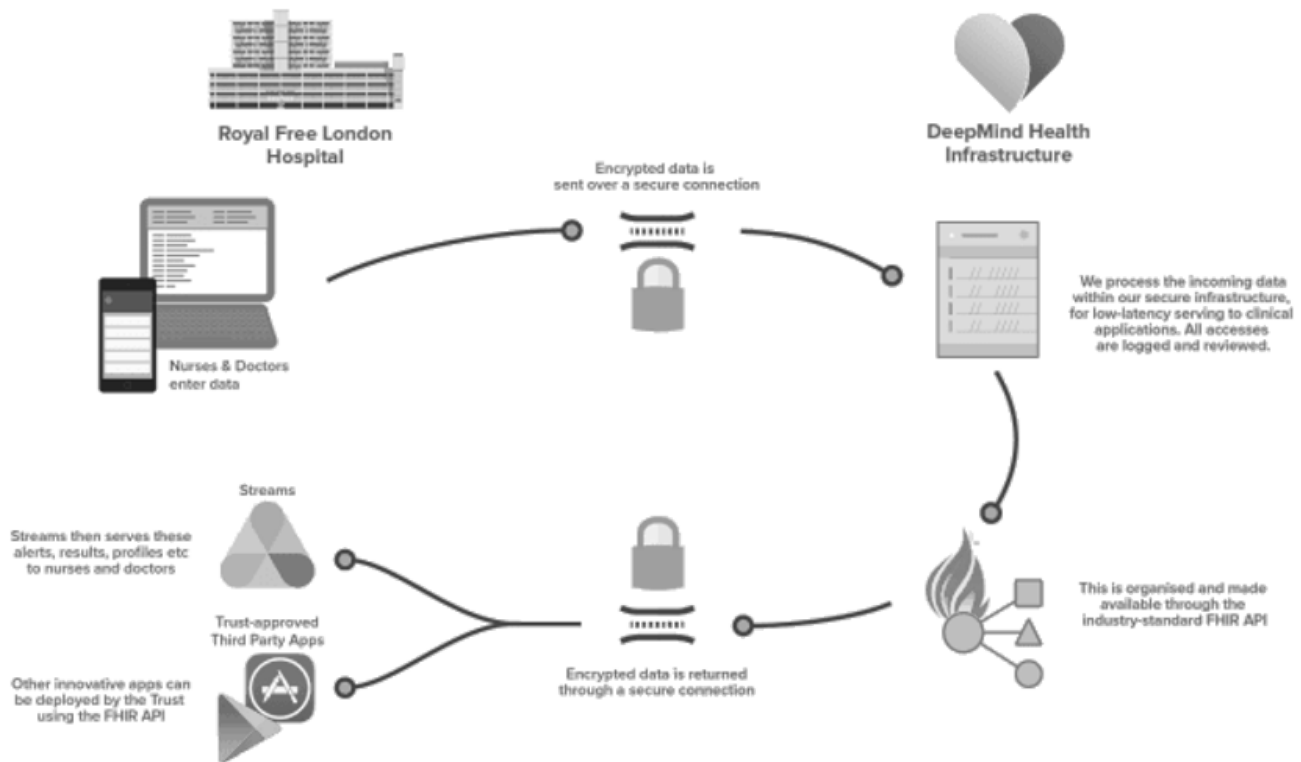 Royal Free London
Hospital
DeepMind Health
Infrastructure
Encrypted data is
sent over a secure connection
Nurses & Doctors
enter data
We process the incoming data
within our secure infrastructure,
for low-latency serving to clinical
applications. All accesses
are logged and reviewed.
Streams
Streams then serves these
alerts, results, profiles etc
to nurses and doctors
This is organised and made
available through the
industry-standard FHIR API
Trust-approved
Third Party Apps
Other innovative apps can
be deployed by the Trust
using the FHIR API
Encrypted data is returned
through a secure connection